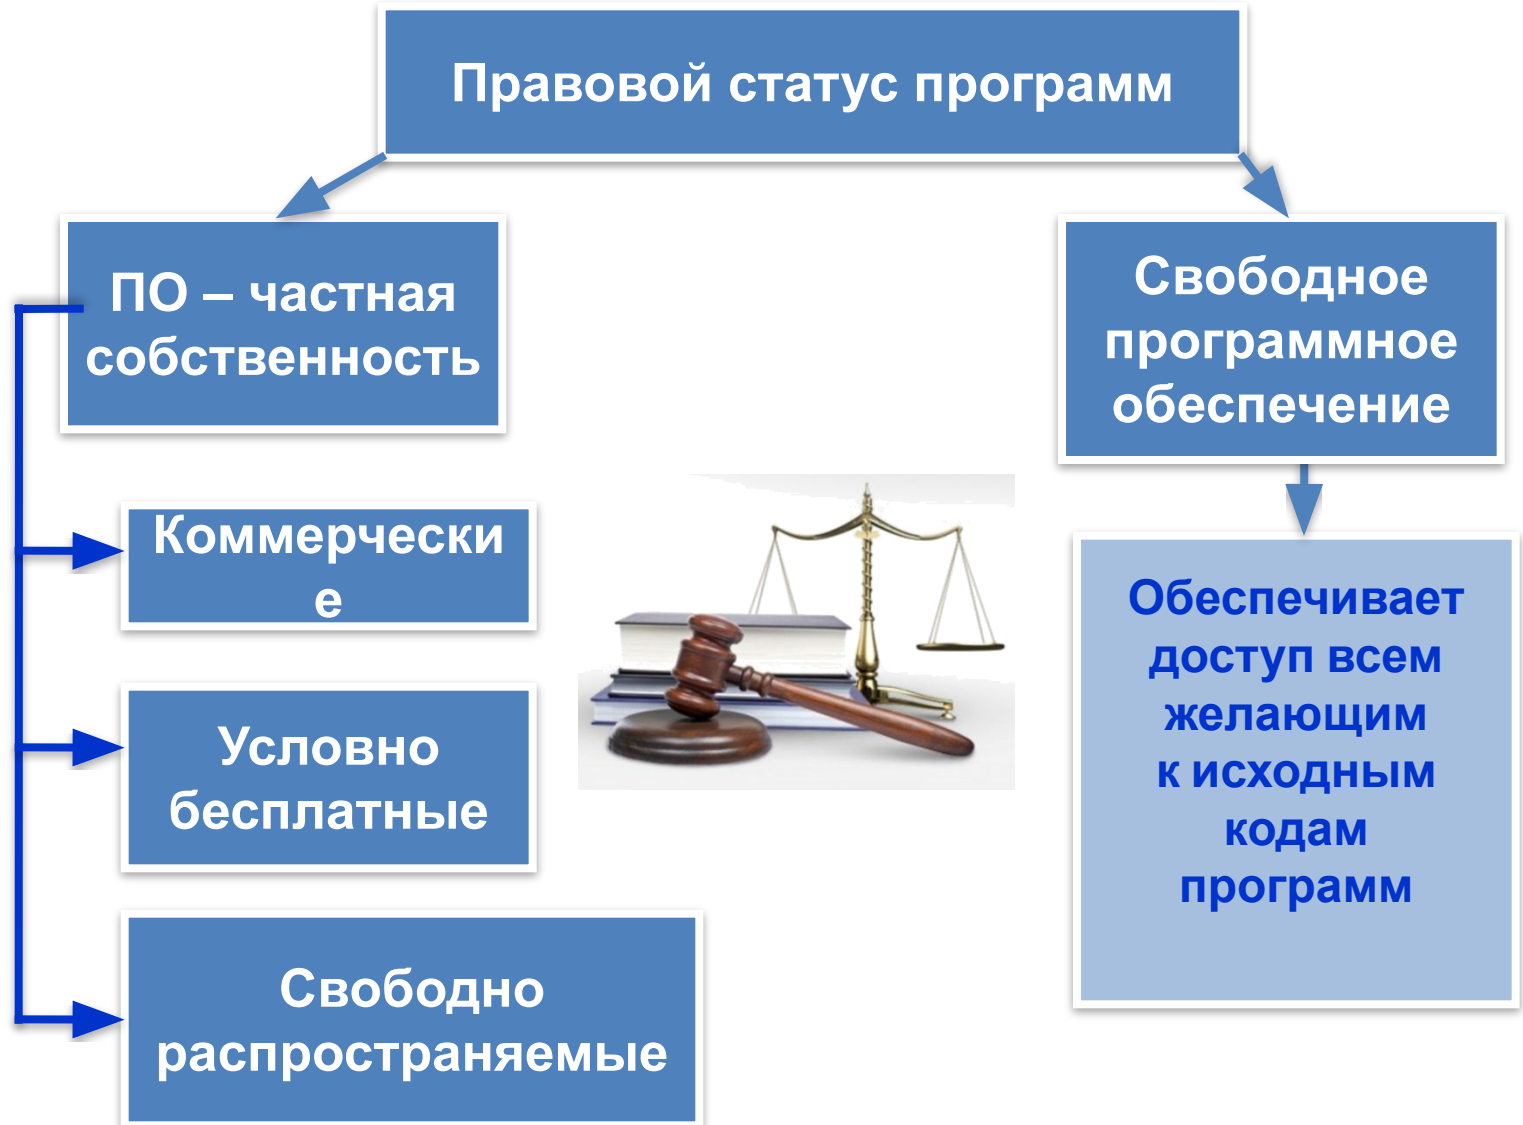 Правовой статус программ
ПО – частная
собственность
Коммерчески
е
Условно
бесплатные
Свободно
распространяемые
Свободное
программное
обеспечение
Обеспечивает
доступ всем
желающим
к исходным
кодам
программ